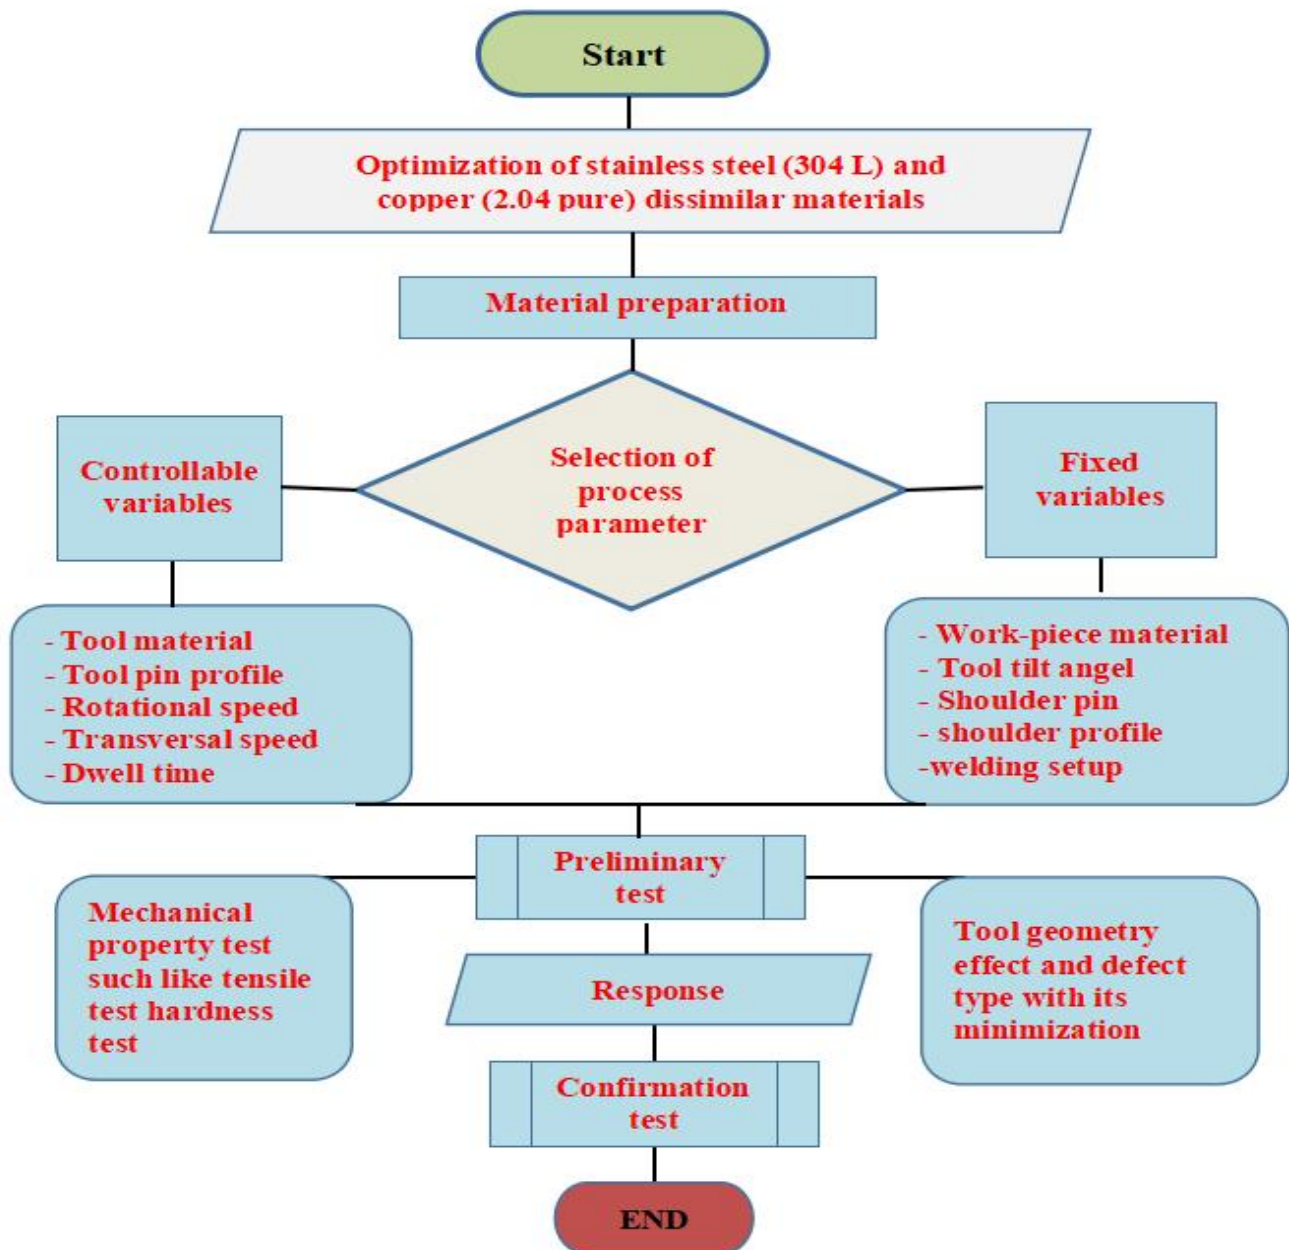 Start
Optimization of stainless steel (304 L) and
copper (2.04 pure) dissimilar materials
Material preparation
Controllable
variables
Selection of
process
parameter
Fixed
variables
- Tool material
- Tool pin profile
- Rotational speed
- Transversal speed
- Dwell time
- Work-piece material
- Tool tilt angel
- Shoulder pin
- shoulder profile
-welding setup
Preliminary
test
Mechanical
property test
such like tensile
test hardness
test
Tool geometry
effect and defect
type with its
minimization
Response
Confirmation
test
END